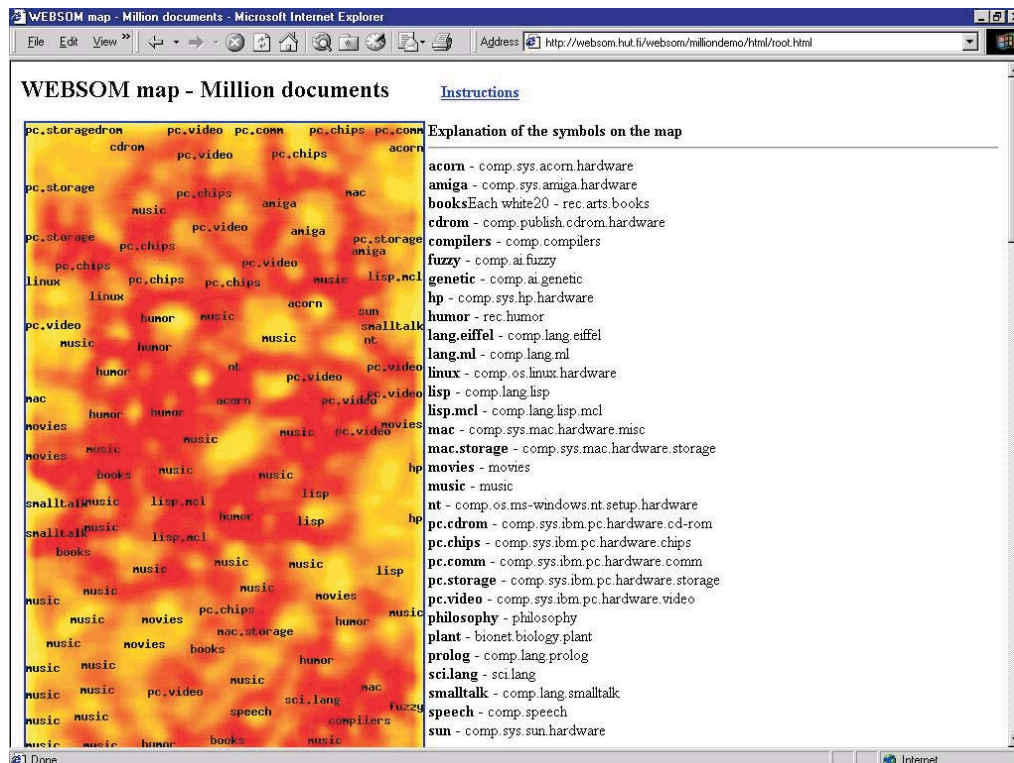 WEBSOM map - Million documents - Microsoft Internet Explorer
File Edit View » Address http://websom.hut.fi/websom/milliondemo/html/root.html
WEBSOM map - Million documents Instructions
pc.storagedrom pc.video pc.comm pc.chips pc.comm
cdrom pc.video pc.chips acorn
pc.storage pc.chips mac
music amiga
pc.video amiga
pc.storage pc.chips pc.storage
amiga
pc.chips pc.video
linux pc.chips pc.chips music lisp.mcl
linux acorn
humor music sun
pc.video smalltalk
music humor music nt
humor nt pc.video pc.video
mac acorn pc.video pc.video
humor humor
movies music music pc.video movies
movies music
books music music hp
smalltalk music lisp.mcl lisp
humor lisp hp
smalltalk music lisp.mcl
books
music music music lisp
music music movies
music
music movies pc.chips humor music
mac.storage
music movies books
music music humor
music
music music pc.video mac
sci.lang
music music speech compilers fuzzy
music music humor books music
Explanation of the symbols on the map
acorn - comp.sys.acorn.hardware
amiga - comp.sys.amiga.hardware
booksEach white20 - rec.arts.books
cdrom - comp.publish.cdrom.hardware
compilers - comp.compilers
fuzzy - comp.ai.fuzzy
genetic - comp.ai.genetic
hp - comp.sys.hp.hardware
humor - rec.humor
lang.eiffel - comp.lang.eiffel
lang.ml - comp.lang.ml
linux - comp.os.linux.hardware
lisp - comp.lang.lisp
lisp.mcl - comp.lang.lisp.mcl
mac - comp.sys.mac.hardware.misc
mac.storage - comp.sys.mac.hardware.storage
movies - movies
music - music
nt - comp.os.ms-windows.nt.setup.hardware
pc.cdrom - comp.sys.ibm.pc.hardware.cd-rom
pc.chips - comp.sys.ibm.pc.hardware.chips
pc.comm - comp.sys.ibm.pc.hardware.comm
pc.storage - comp.sys.ibm.pc.hardware.storage
pc.video - comp.sys.ibm.pc.hardware.video
philosophy - philosophy
plant - bionet.biology.plant
prolog - comp.lang.prolog
sci.lang - sci.lang
smalltalk - comp.lang.smalltalk
speech - comp.speech
sun - comp.sys.sun.hardware
Done Internet